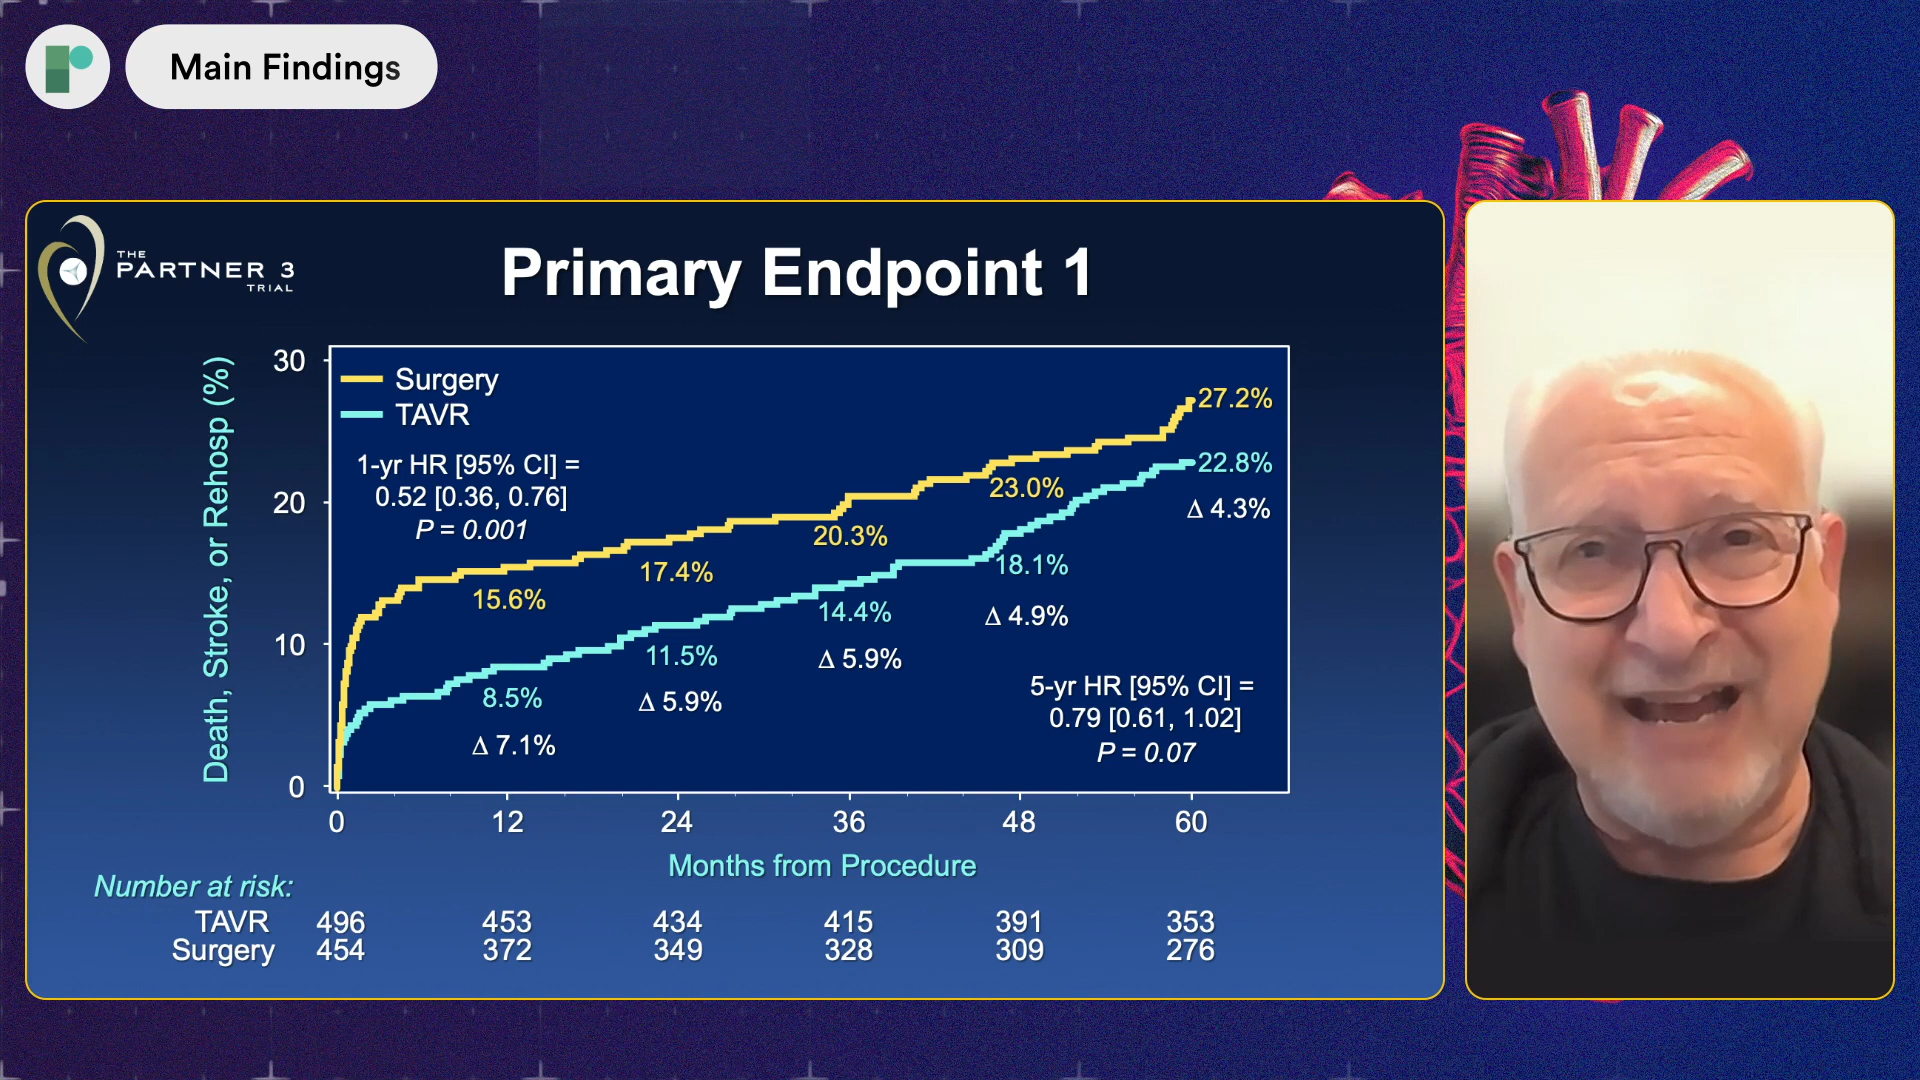 Main Findings
THE
PARTNER 3
TRIAL
Primary Endpoint 1
Death, Stroke, or Rehosp (%)
30
20
10
0
Surgery
TAVR
1-yr HR [95% CI] =
0.52 [0.36, 0.76]
P = 0.001
27.2%
22.8%
Δ 4.3%
23.0%
18.1%
Δ 4.9%
20.3%
14.4%
Δ 5.9%
17.4%
11.5%
Δ 5.9%
15.6%
8.5%
Δ 7.1%
5-yr HR [95% CI] =
0.79 [0.61, 1.02]
P = 0.07
0 12 24 36 48 60
Months from Procedure
Number at risk:
TAVR 496 453 434 415 391 353
Surgery 454 372 349 328 309 276